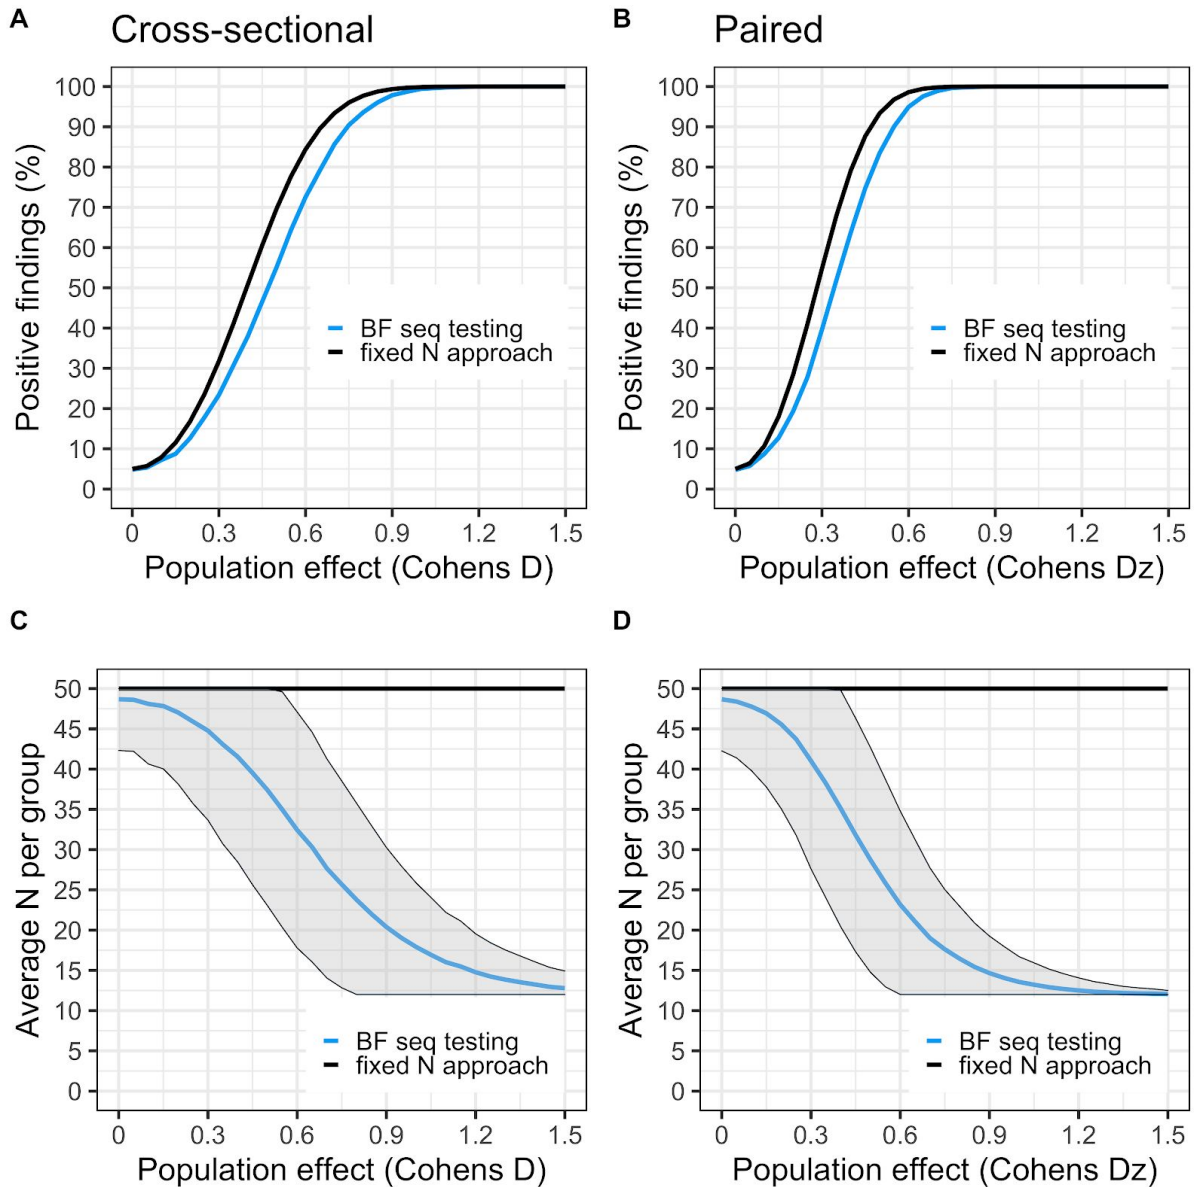 A
Cross-sectional
Positive findings (%)
100
90
80
70
60
50
40
30
20
10
0
BF seq testing
fixed N approach
0 0.3 0.6 0.9 1.2 1.5
Population effect (Cohens D)
B
Paired
Positive findings (%)
100
90
80
70
60
50
40
30
20
10
0
BF seq testing
fixed N approach
0 0.3 0.6 0.9 1.2 1.5
Population effect (Cohens Dz)
C
Average N per group
50
45
40
35
30
25
20
15
10
5
0
BF seq testing
fixed N approach
0 0.3 0.6 0.9 1.2 1.5
Population effect (Cohens D)
D
Average N per group
50
45
40
35
30
25
20
15
10
5
0
BF seq testing
fixed N approach
0 0.3 0.6 0.9 1.2 1.5
Population effect (Cohens Dz)